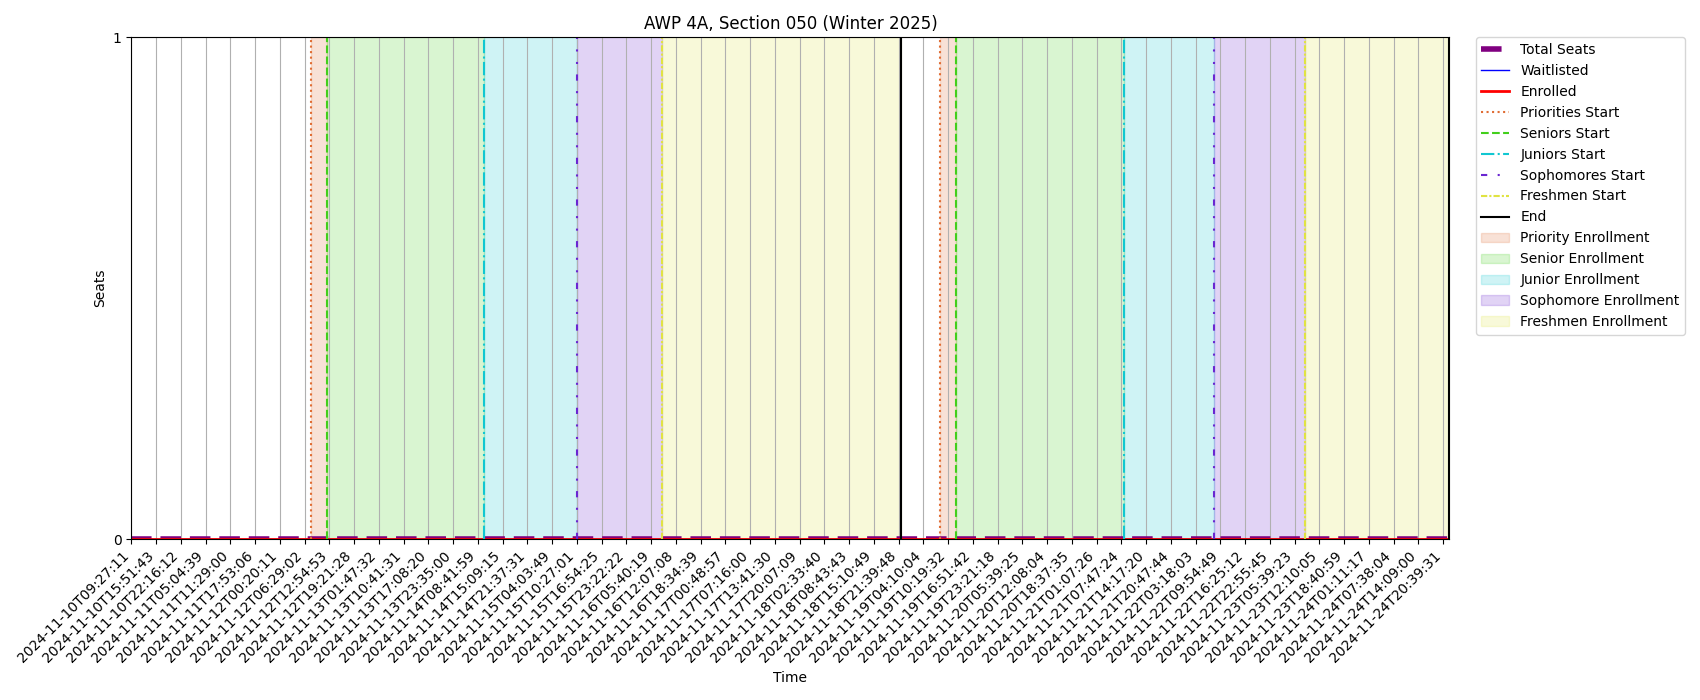 AWP 4A, Section 050 (Winter 2025)
1
0
Seats
2024-11-10T09:27:11
2024-11-10T15:51:43
2024-11-10T22:16:12
2024-11-11T05:04:39
2024-11-11T11:29:00
2024-11-11T17:53:06
2024-11-12T00:20:11
2024-11-12T06:29:02
2024-11-12T12:54:53
2024-11-12T19:21:28
2024-11-13T01:47:32
2024-11-13T10:41:31
2024-11-13T17:08:20
2024-11-13T23:35:00
2024-11-14T08:41:59
2024-11-14T15:09:15
2024-11-14T21:37:31
2024-11-15T04:03:49
2024-11-15T10:27:01
2024-11-15T16:54:25
2024-11-15T23:22:22
2024-11-16T05:40:19
2024-11-16T12:07:08
2024-11-16T18:34:39
2024-11-17T00:48:57
2024-11-17T07:16:00
2024-11-17T13:41:30
2024-11-17T20:07:09
2024-11-18T02:33:40
2024-11-18T08:43:43
2024-11-18T15:10:49
2024-11-18T21:39:48
2024-11-19T04:10:04
2024-11-19T10:19:32
2024-11-19T16:51:42
2024-11-19T23:21:18
2024-11-20T05:39:25
2024-11-20T12:08:04
2024-11-20T18:37:35
2024-11-21T01:07:26
2024-11-21T07:47:24
2024-11-21T14:17:20
2024-11-21T20:47:44
2024-11-22T03:18:03
2024-11-22T09:54:49
2024-11-22T16:25:12
2024-11-22T22:55:45
2024-11-23T05:39:23
2024-11-23T12:10:05
2024-11-23T18:40:59
2024-11-24T01:11:17
2024-11-24T07:38:04
2024-11-24T14:09:00
2024-11-24T20:39:31
Time
Total Seats
Waitlisted
Enrolled
Priorities Start
Seniors Start
Juniors Start
Sophomores Start
Freshmen Start
End
Priority Enrollment
Senior Enrollment
Junior Enrollment
Sophomore Enrollment
Freshmen Enrollment